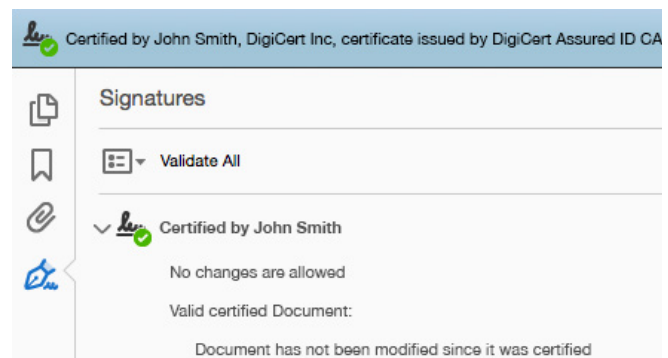 Certified by John Smith, DigiCert Inc, certificate issued by DigiCert Assured ID CA
Signatures
Validate All
Certified by John Smith
No changes are allowed
Valid certified Document:
Document has not been modified since it was certified